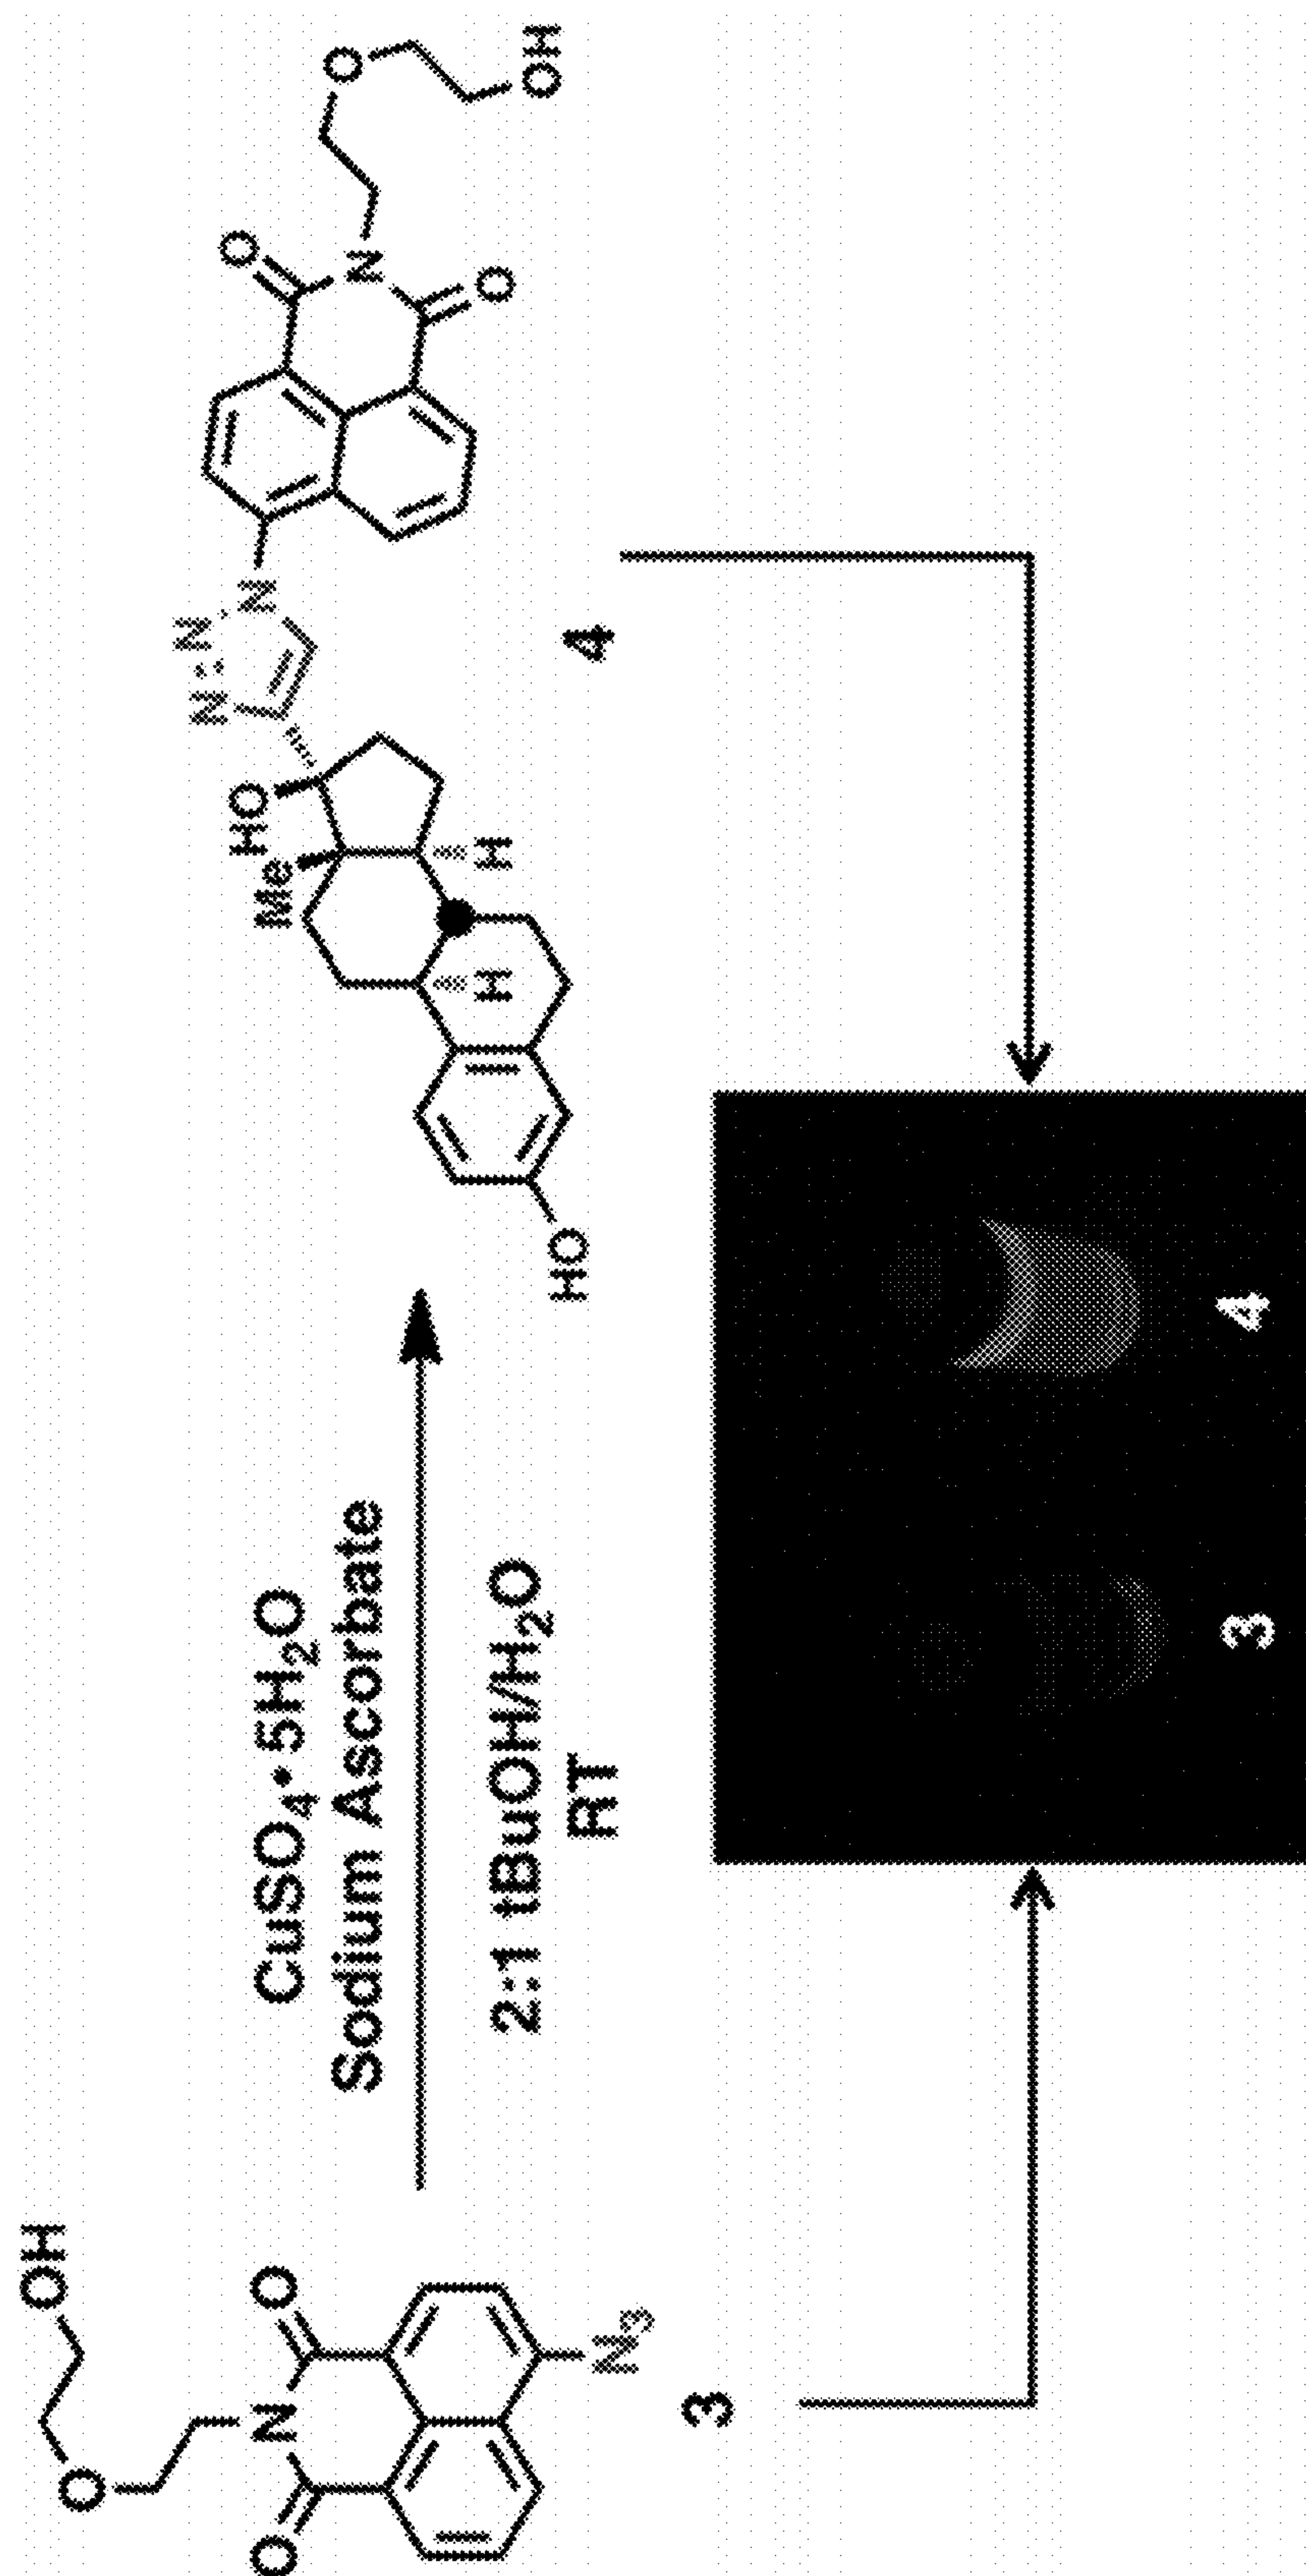 OH
O
O
N
O
N₃
3
CuSO₄•5H₂O
Sodium Ascorbate
2:1 tBuOH/H₂O
RT
HO
Me
HO
H
H
N
N
N
O
N
O
O
OH
4
3
4